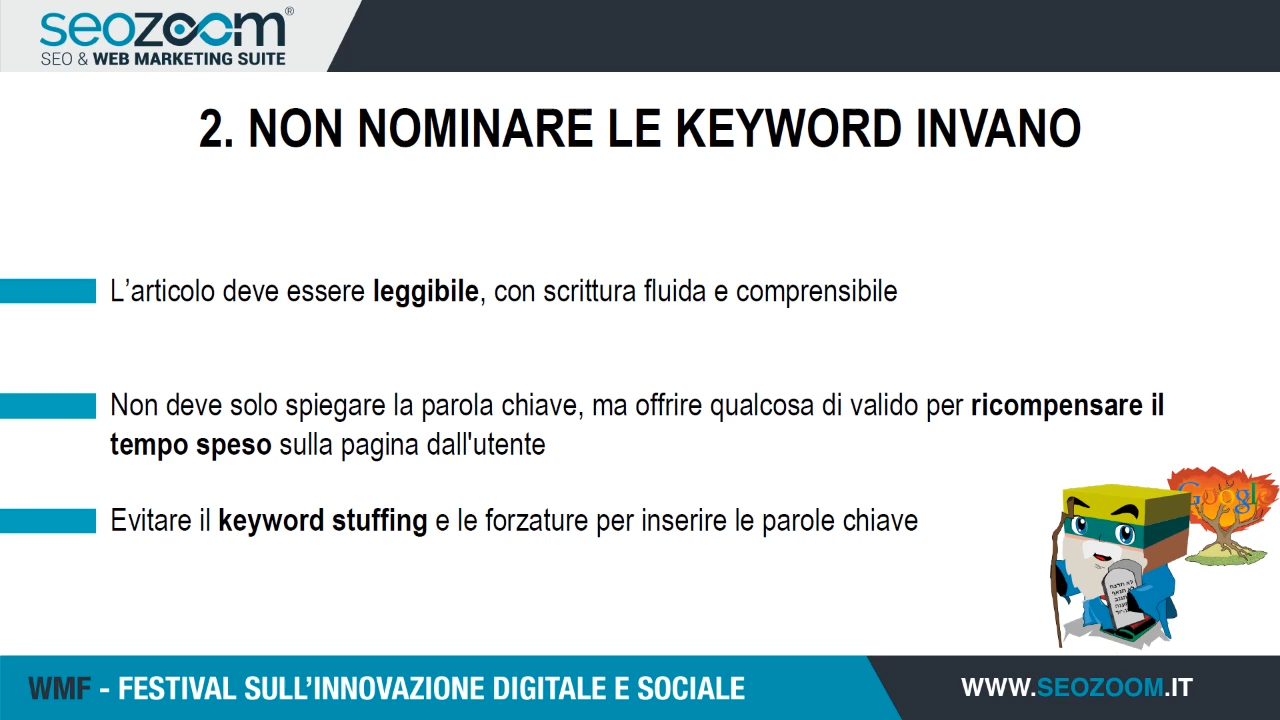 seozoom®
SEO & WEB MARKETING SUITE
2. NON NOMINARE LE KEYWORD INVANO
L’articolo deve essere leggibile, con scrittura fluida e comprensibile
Non deve solo spiegare la parola chiave, ma offrire qualcosa di valido per ricompensare il
tempo speso sulla pagina dall'utente
Evitare il keyword stuffing e le forzature per inserire le parole chiave
Google
WMF - FESTIVAL SULL’INNOVAZIONE DIGITALE E SOCIALE
WWW.SEOZOOM.IT